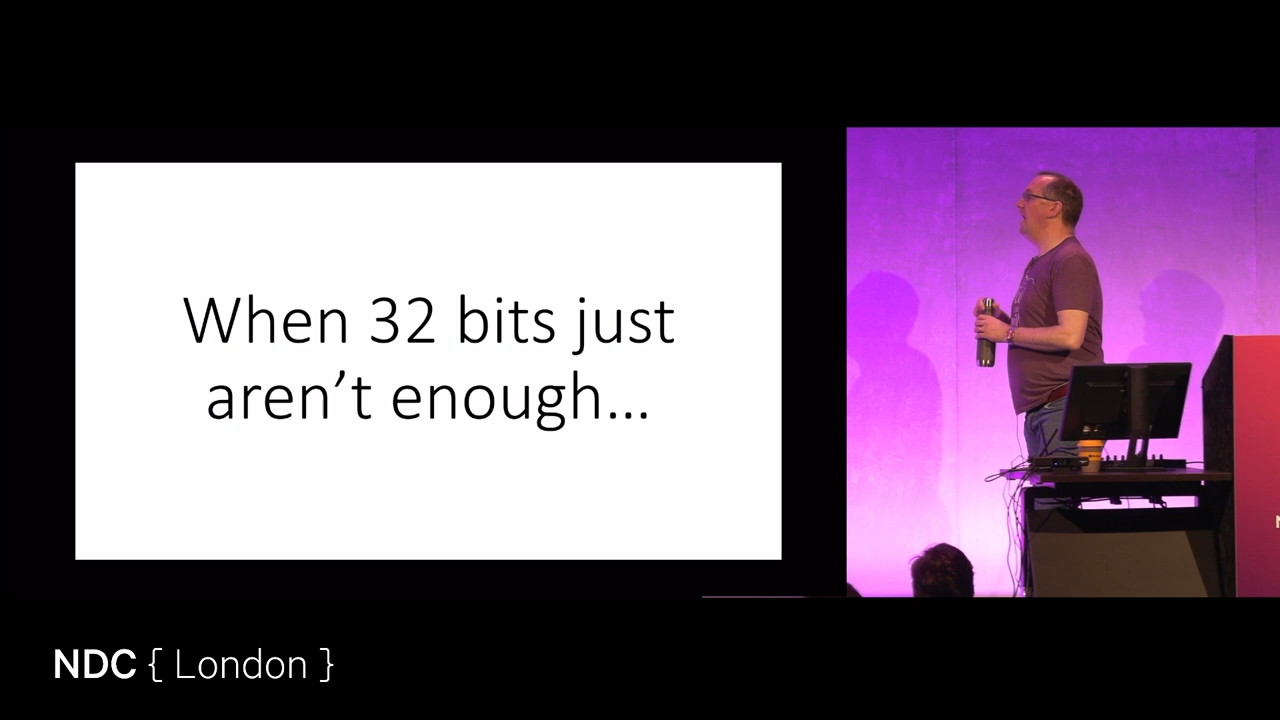 When 32 bits just
aren’t enough…
NDC { London }